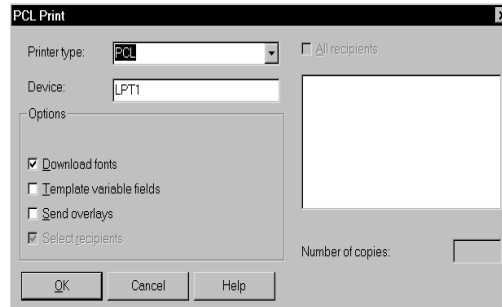 PCL Print
Printer type: PCL
All recipients
Device: LPT1
Options
Download fonts
Template variable fields
Send overlays
Select recipients
Number of copies:
OK Cancel Help